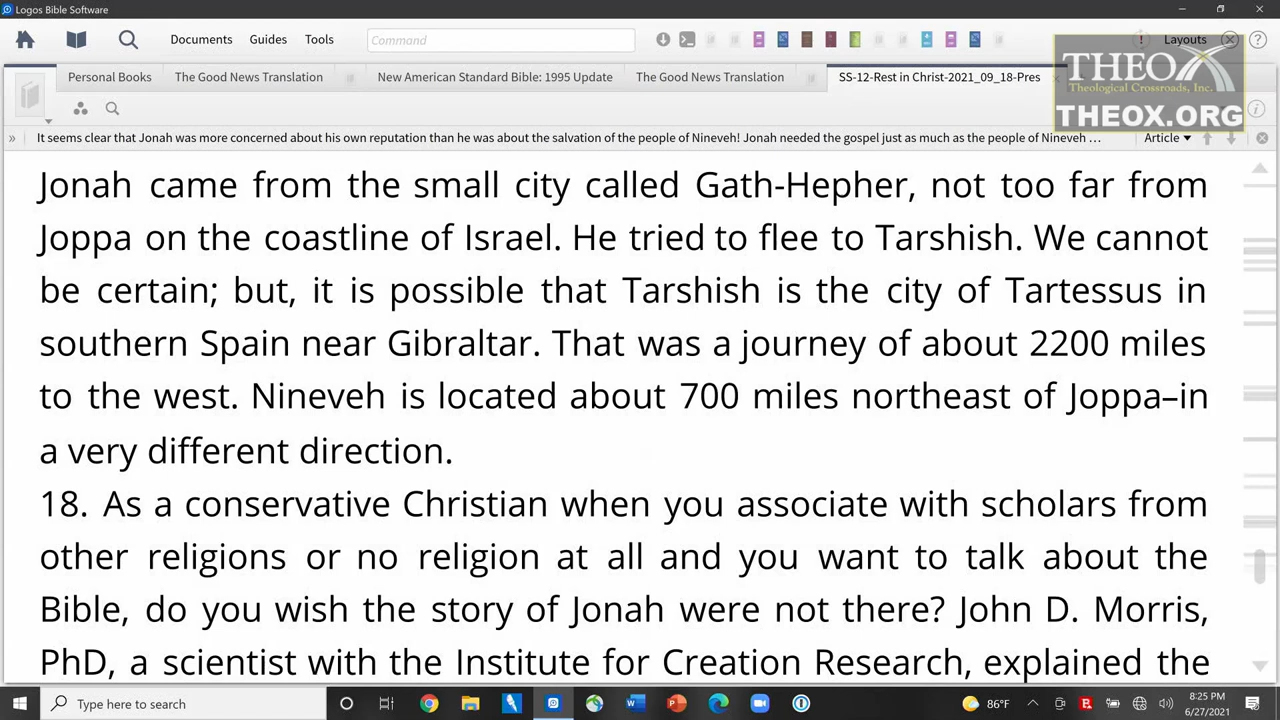 Logos Bible Software
Documents Guides Tools Command Layouts
THEOX
Theological Crossroads, Inc.
THEOX.ORG
Personal Books The Good News Translation New American Standard Bible: 1995 Update The Good News Translation SS-12-Rest in Christ-2021_09_18-Pres
» It seems clear that Jonah was more concerned about his own reputation than he was about the salvation of the people of Nineveh! Jonah needed the gospel just as much as the people of Nineveh ... Article
Jonah came from the small city called Gath-Hepher, not too far from
Joppa on the coastline of Israel. He tried to flee to Tarshish. We cannot
be certain; but, it is possible that Tarshish is the city of Tartessus in
southern Spain near Gibraltar. That was a journey of about 2200 miles
to the west. Nineveh is located about 700 miles northeast of Joppa–in
a very different direction.
18. As a conservative Christian when you associate with scholars from
other religions or no religion at all and you want to talk about the
Bible, do you wish the story of Jonah were not there? John D. Morris,
PhD, a scientist with the Institute for Creation Research, explained the
Type here to search 86°F 8:25 PM
6/27/2021